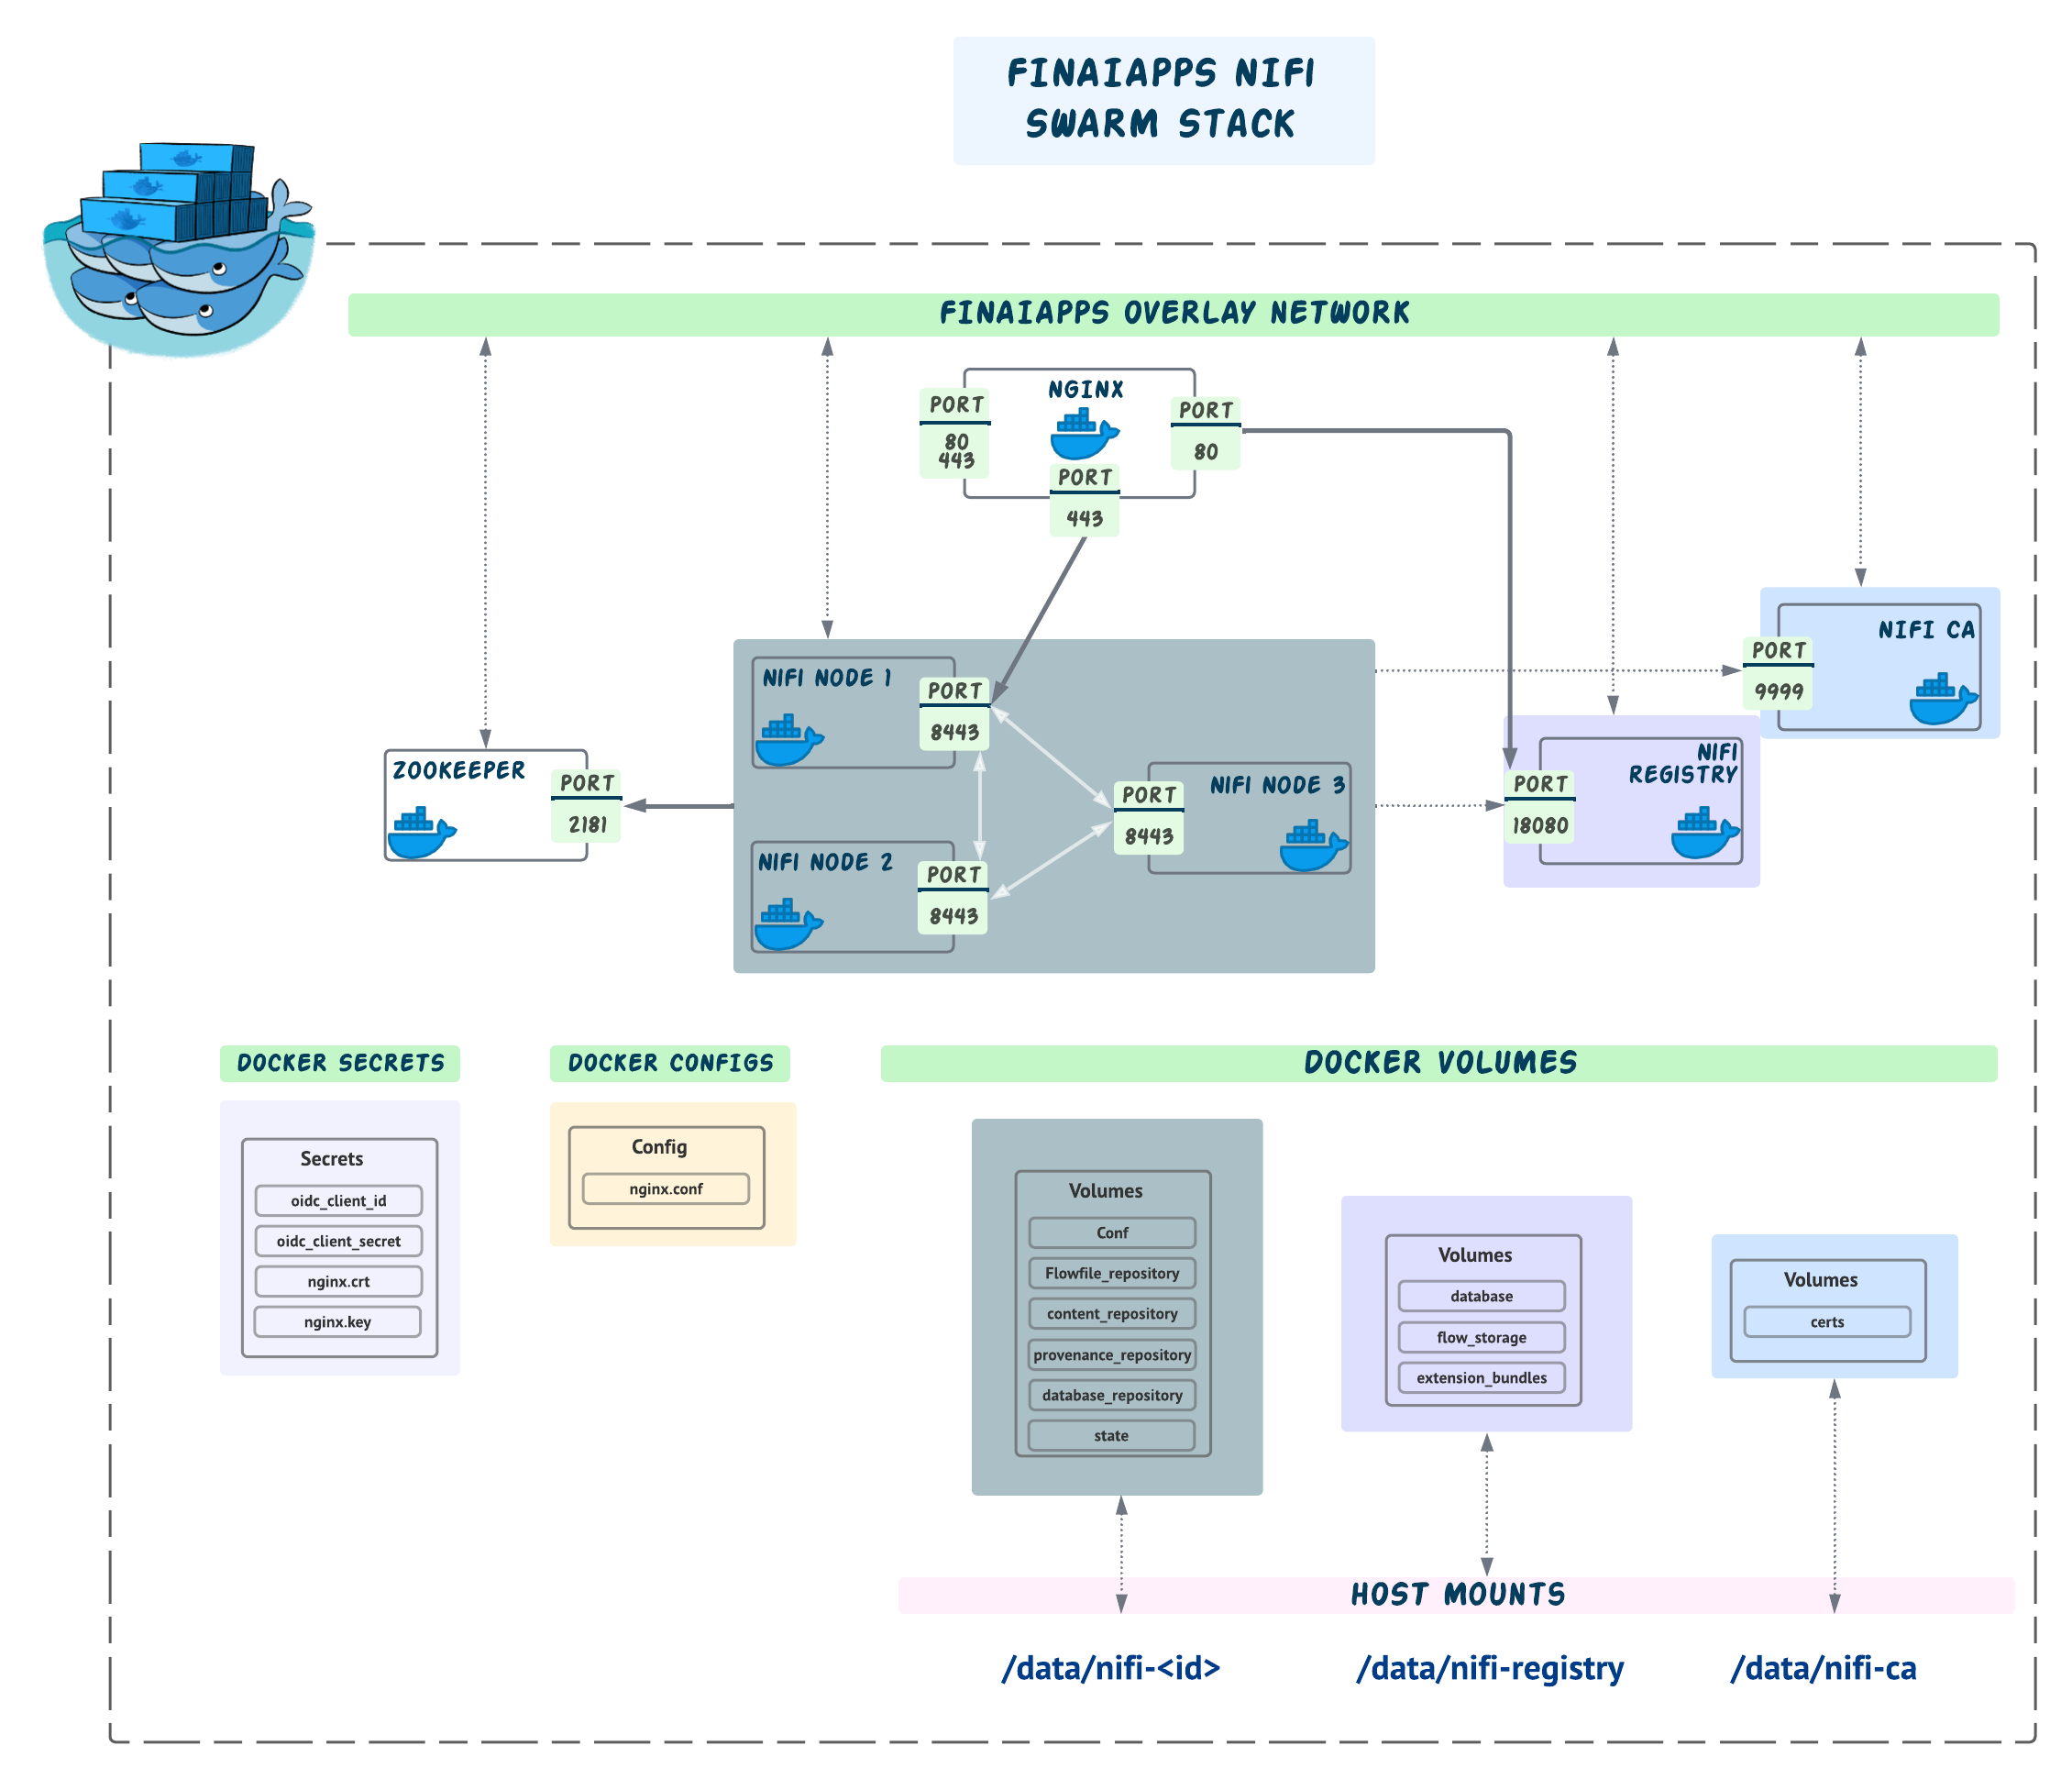 FINAIAPPS NIFI
SWARM STACK
FINAIAPPS OVERLAY NETWORK
NGINX
PORT
80
443
PORT
80
PORT
443
NIFI CA
PORT
9999
NIFI NODE 1
PORT
8443
NIFI
REGISTRY
PORT
18080
ZOOKEEPER
PORT
2181
NIFI NODE 3
PORT
8443
NIFI NODE 2
PORT
8443
DOCKER SECRETS
DOCKER CONFIGS
DOCKER VOLUMES
Secrets
oidc_client_id
oidc_client_secret
nginx.crt
nginx.key
Config
nginx.conf
Volumes
Conf
Flowfile_repository
content_repository
provenance_repository
database_repository
state
Volumes
database
flow_storage
extension_bundles
Volumes
certs
HOST MOUNTS
/data/nifi-<id>
/data/nifi-registry
/data/nifi-ca